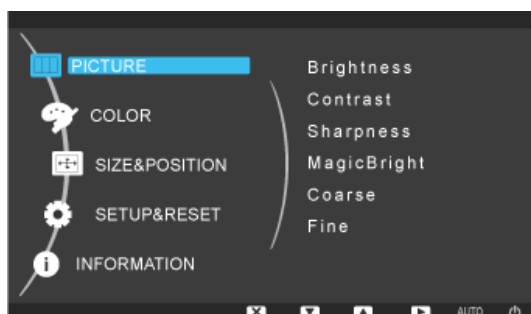 PICTURE
COLOR
SIZE&POSITION
SETUP&RESET
INFORMATION
Brightness
Contrast
Sharpness
MagicBright
Coarse
Fine
AUTO